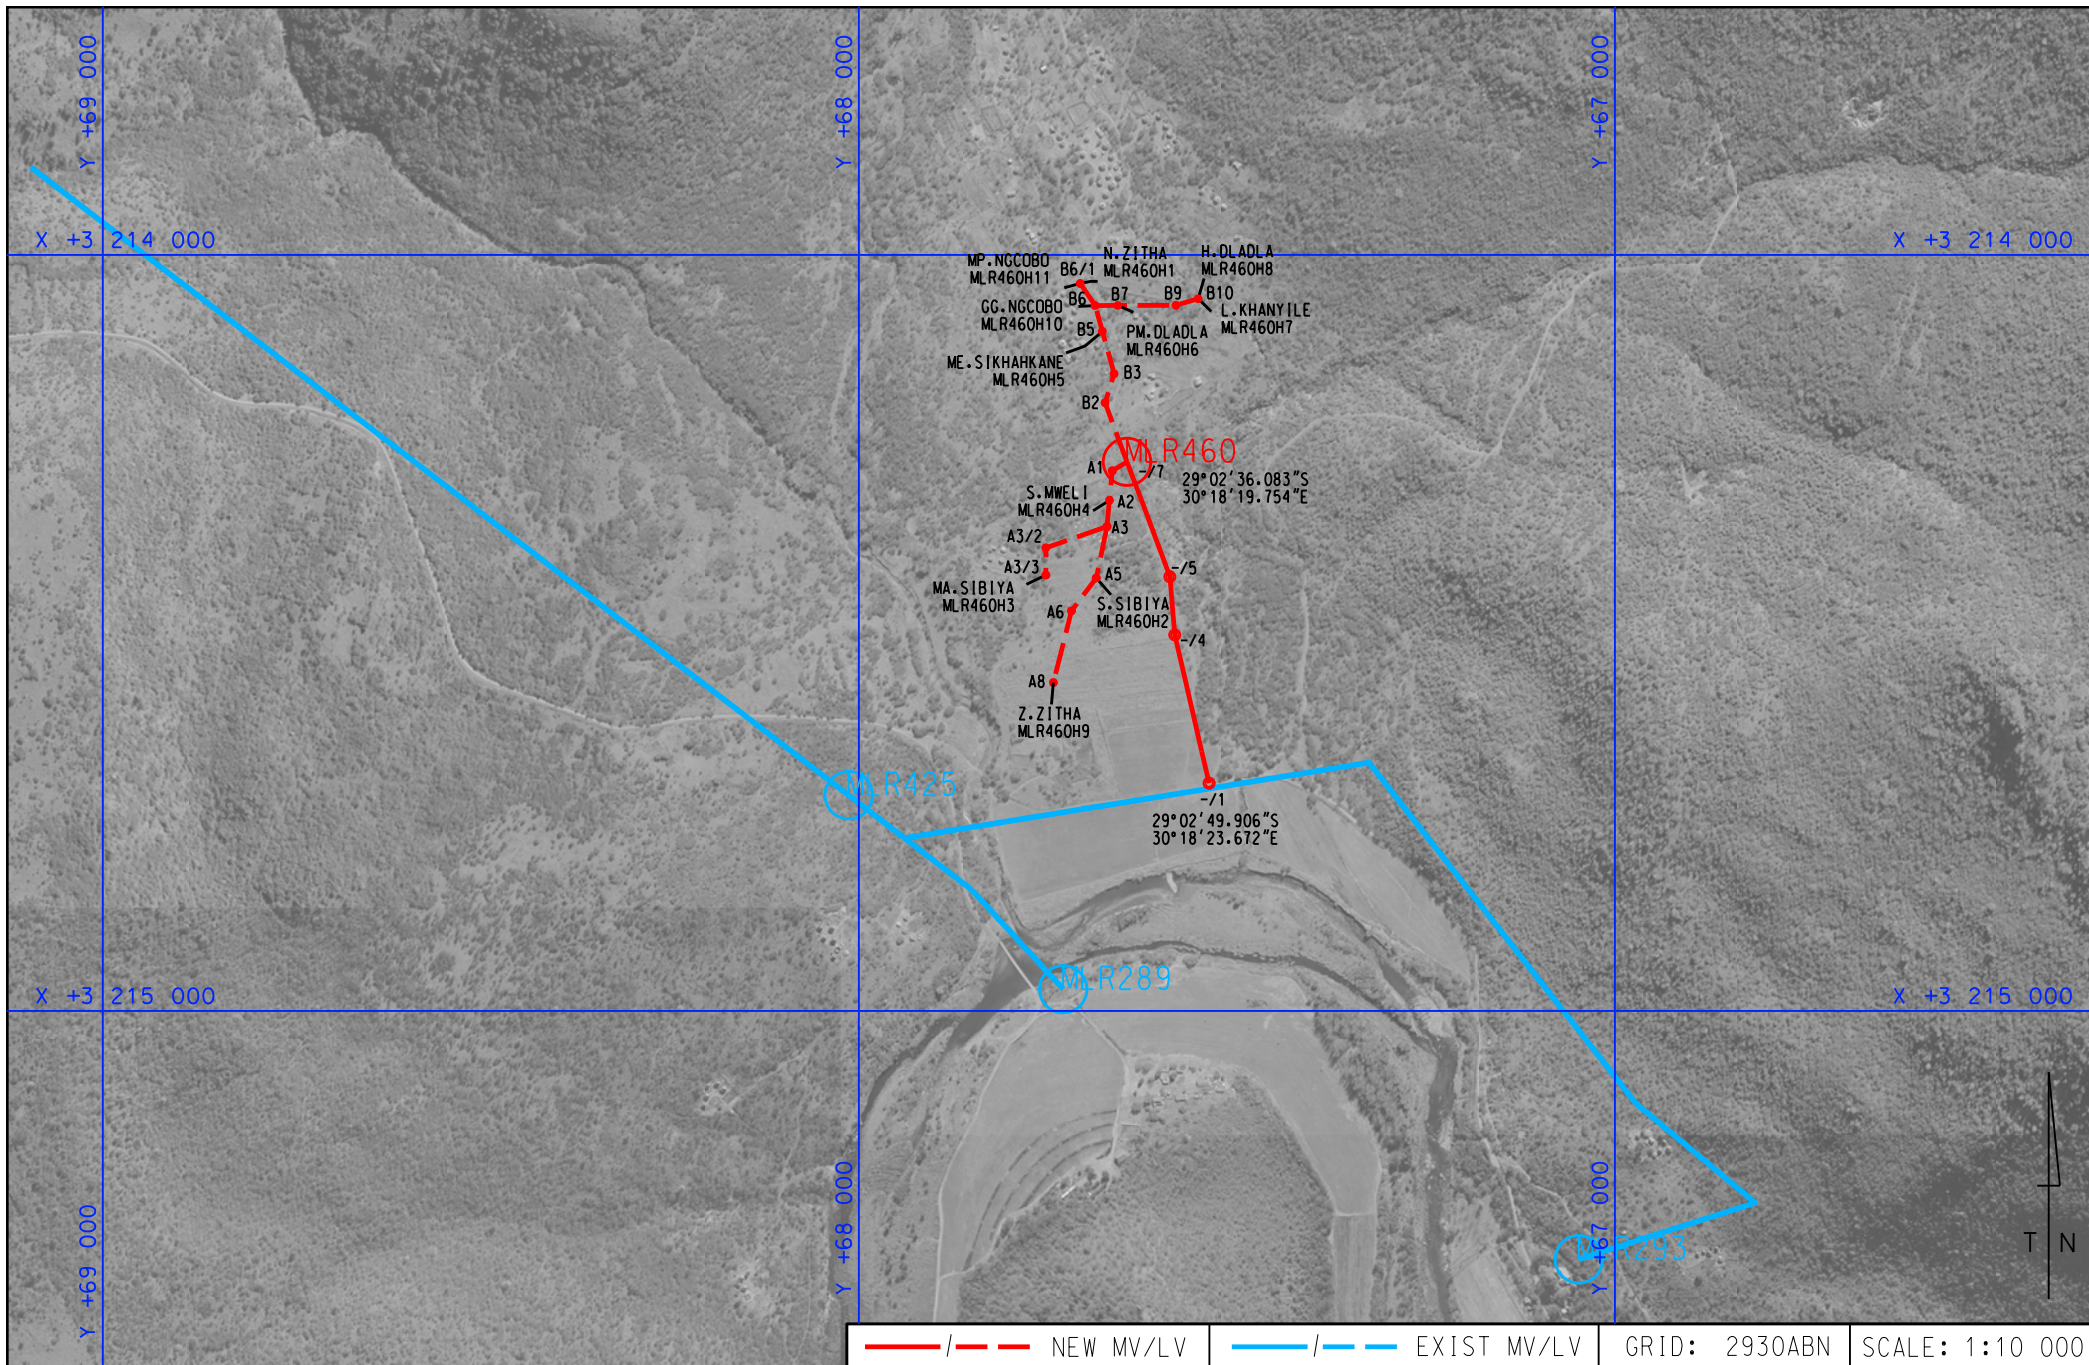 Y +69 000
Y +68 000
Y +67 000
X +3 214 000
X +3 214 000
MP.NGCOBO
MLR460H11
B6/1
N.ZITHA
MLR460H1
H.DLADLA
MLR460H8
GG.NGCOBO
MLR460H10
B6
B7
B9
B10
L.KHANYILE
MLR460H7
B5
PM.DLADLA
MLR460H6
ME.SIKHAHKANE
MLR460H5
B3
B2
MLR460
A1
-/7
29°02'36.083"S
30°18'19.754"E
S.MWELI
MLR460H4
A2
A3
A3/2
A3/3
MA.SIBIYA
MLR460H3
A5
-/5
S.SIBIYA
MLR460H2
A6
-/4
A8
Z.ZITHA
MLR460H9
MLR425
-/1
29°02'49.906"S
30°18'23.672"E
MLR289
X +3 215 000
X +3 215 000
Y +69 000
Y +68 000
Y +67 000
MLR293
T N
/ NEW MV/LV
/ EXIST MV/LV
GRID: 2930ABN
SCALE: 1:10 000